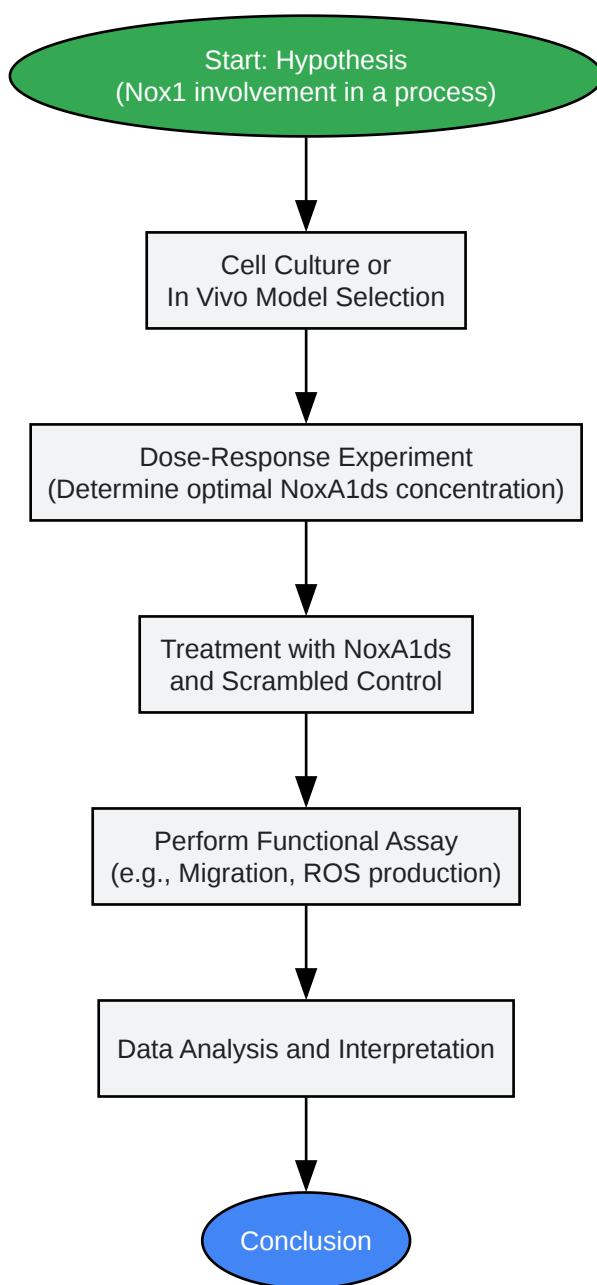 Start: Hypothesis
(Nox1 involvement in a process)
Cell Culture or
In Vivo Model Selection
Dose-Response Experiment
(Determine optimal NoxA1ds concentration)
Treatment with NoxA1ds
and Scrambled Control
Perform Functional Assay
(e.g., Migration, ROS production)
Data Analysis and Interpretation
Conclusion